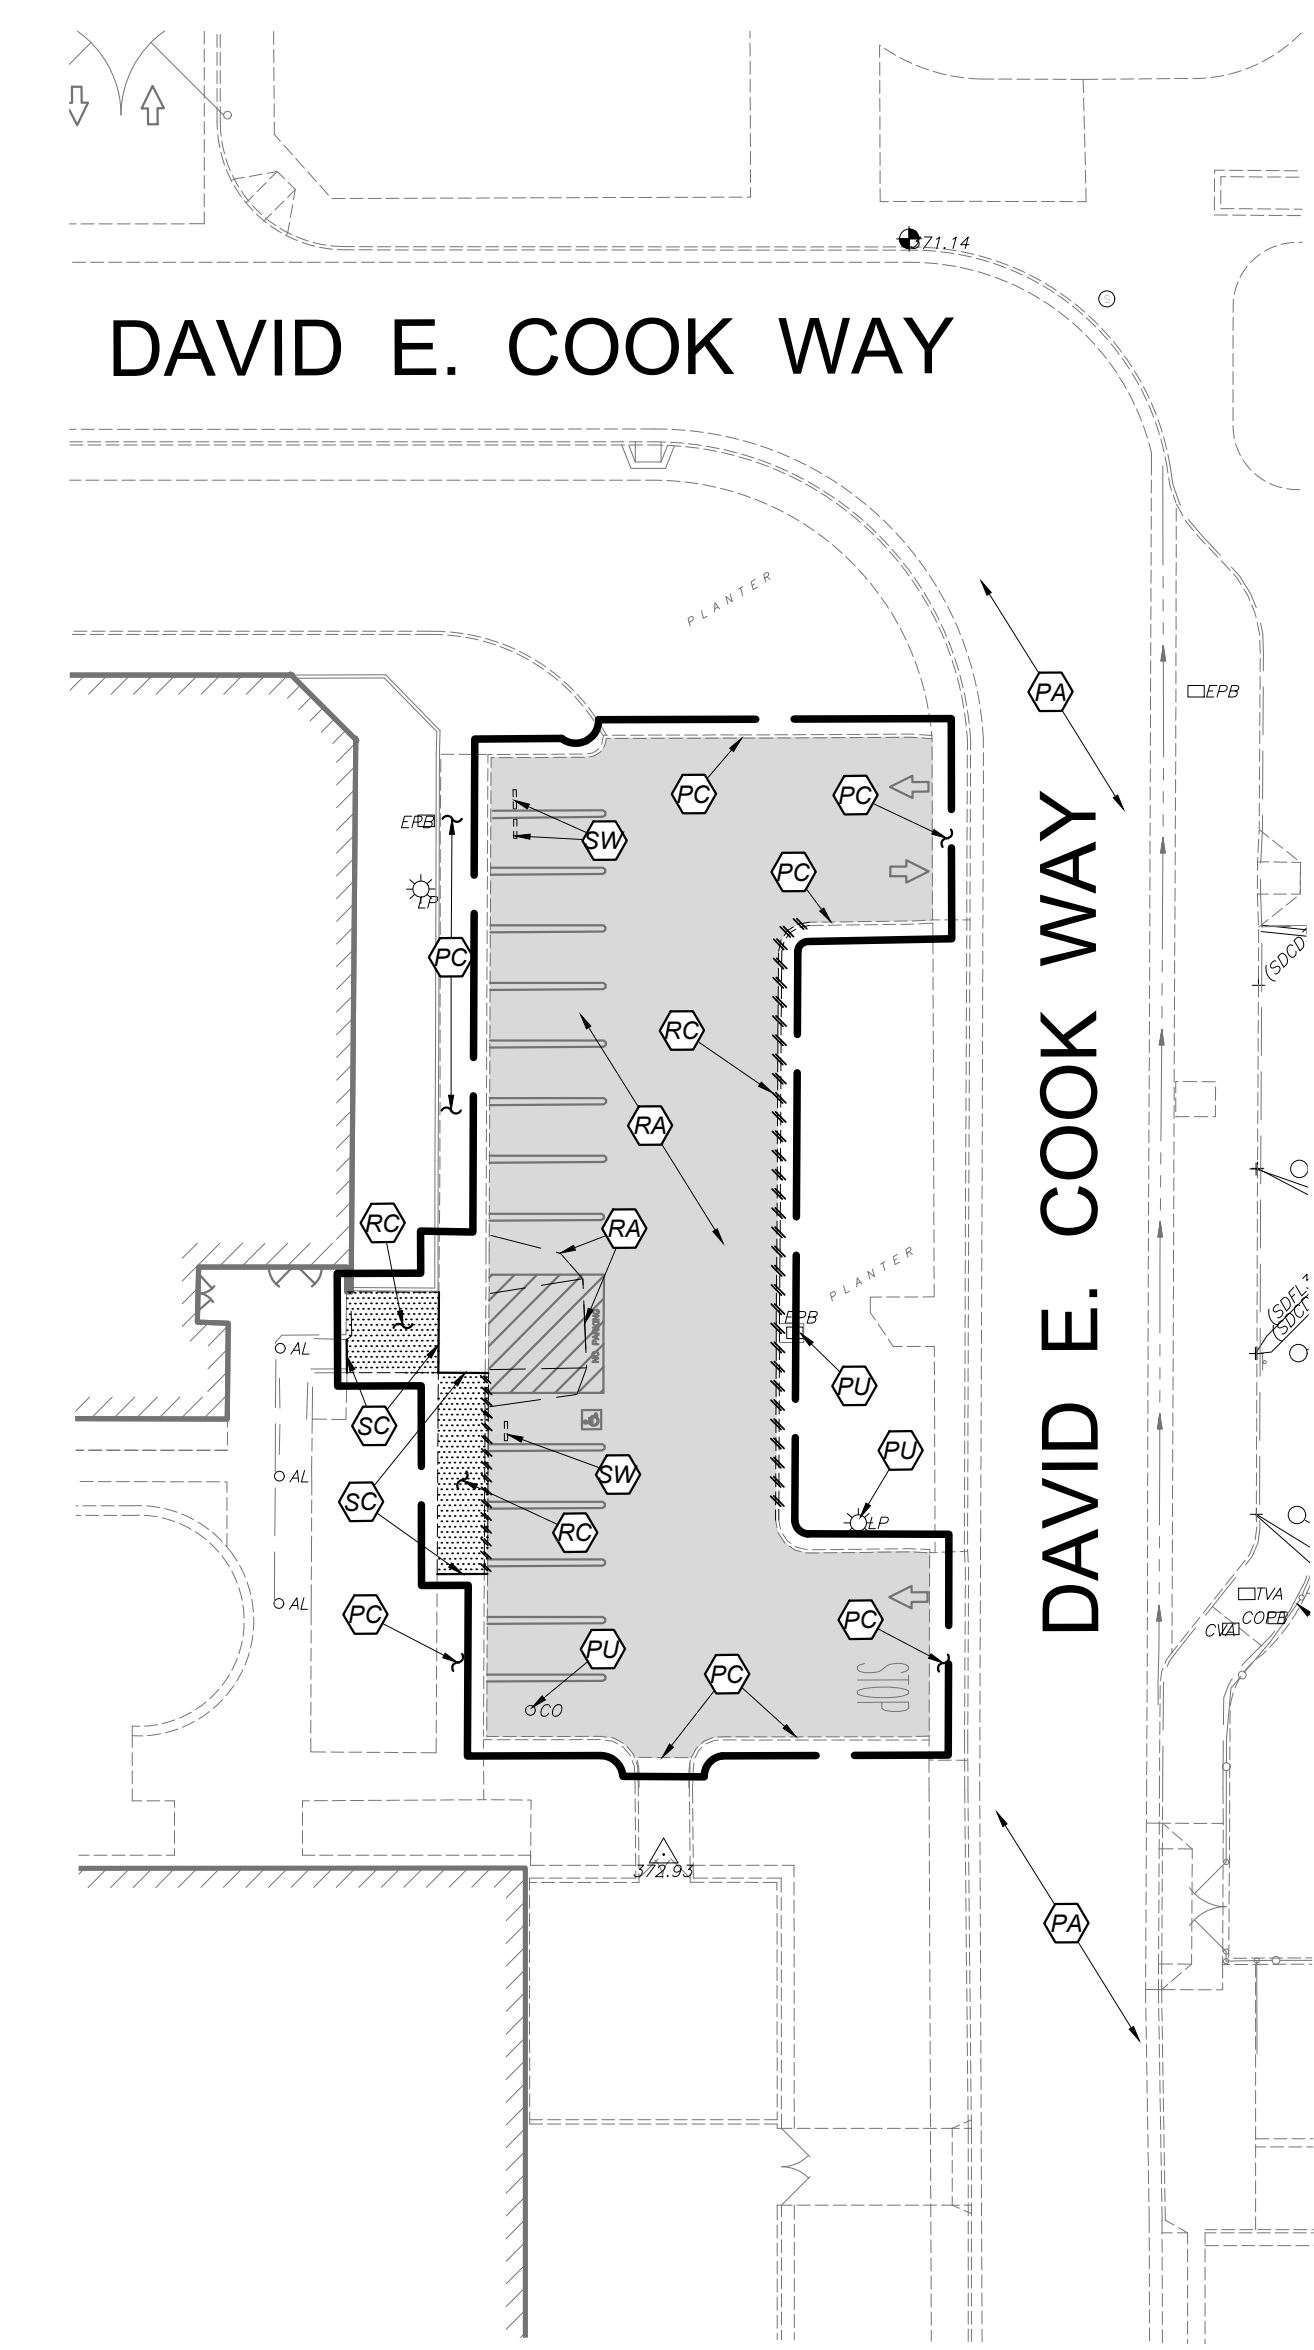 371.14
S
DAVID E. COOK WAY
PLANTER
PA
EPB
PC
PC
EPB
SW
PC
LP
PC
(SDCD
DAVID E. COOK WAY
RC
RA
RC
RA
PLANTER
NO PARKING
EPB
AL
PU
SC
PU
AL
SW
SC
LP
RC
TVA
AL
PC
PC
COPB
CVA
PU
PC
STOP
CO
372.93
PA